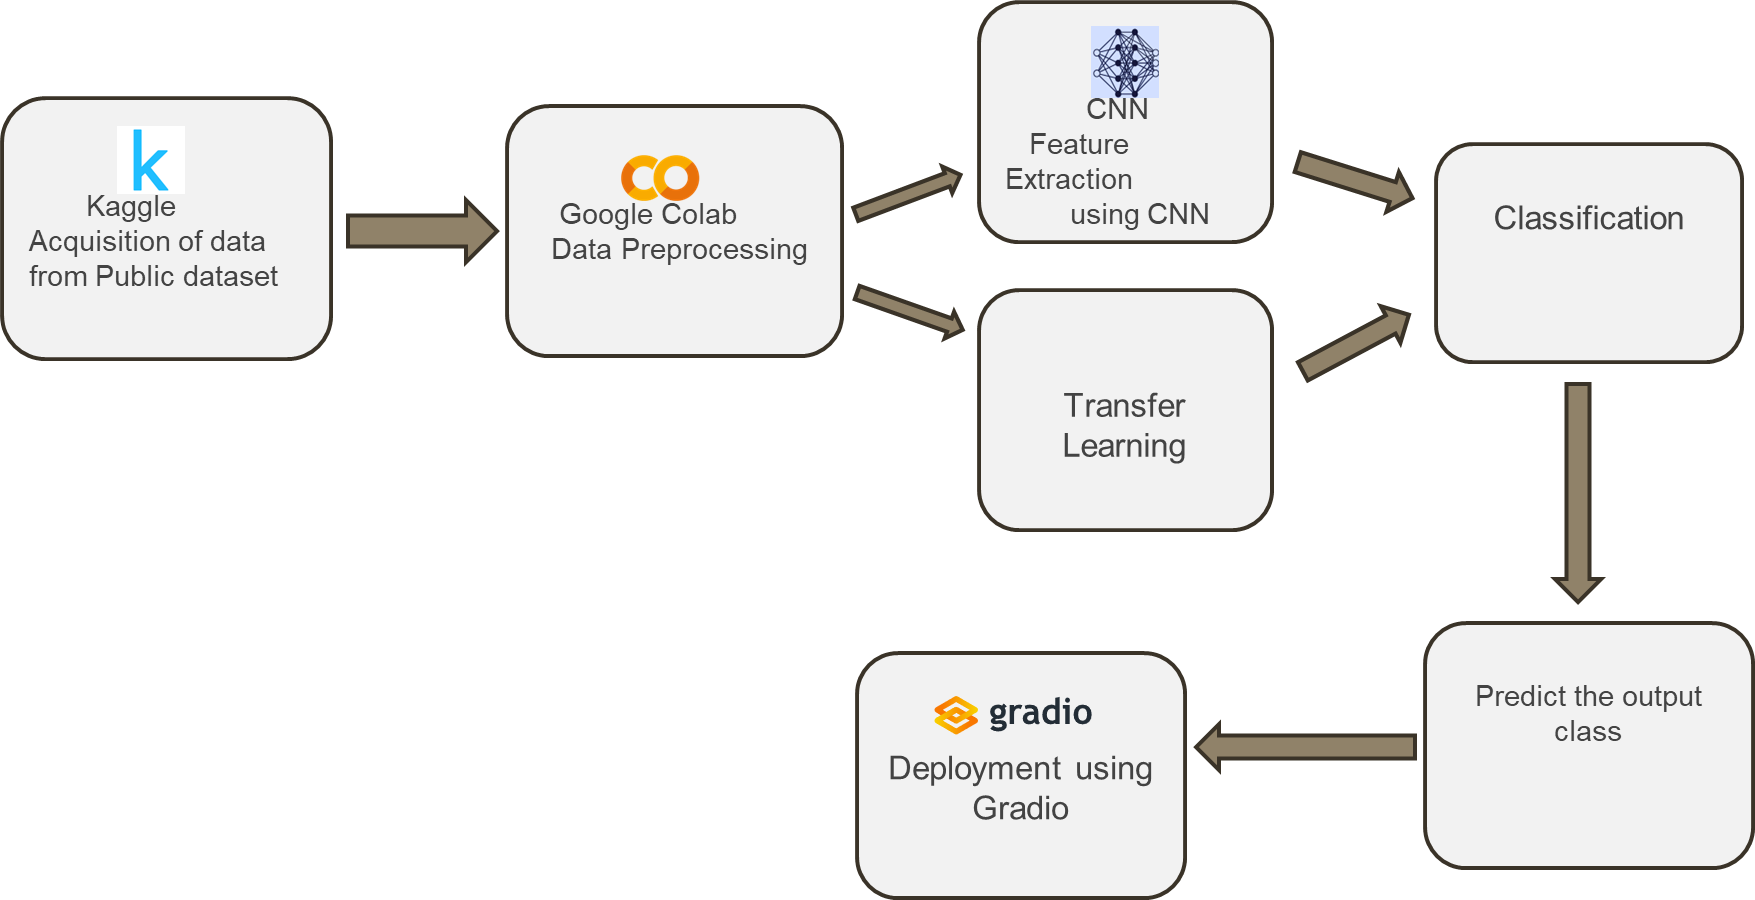 k
Kaggle
Acquisition of data
from Public dataset
Google Colab
Data Preprocessing
CNN
Feature
Extraction
using CNN
Transfer
Learning
Classification
Predict the output
class
gradio
Deployment using
Gradio